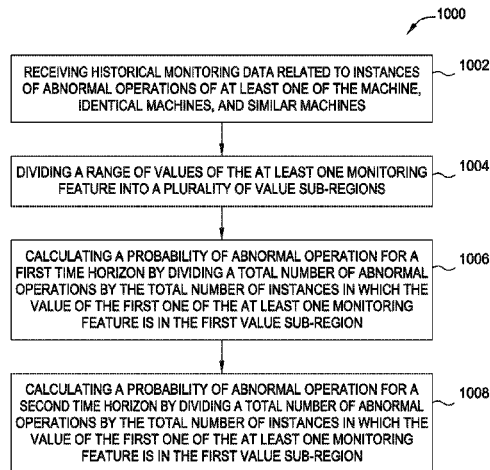 1000
RECEIVING HISTORICAL MONITORING DATA RELATED TO INSTANCES
OF ABNORMAL OPERATIONS OF AT LEAST ONE OF THE MACHINE,
IDENTICAL MACHINES, AND SIMILAR MACHINES
1002
DIVIDING A RANGE OF VALUES OF THE AT LEAST ONE MONITORING
FEATURE INTO A PLURALITY OF VALUE SUB-REGIONS
1004
CALCULATING A PROBABILITY OF ABNORMAL OPERATION FOR A
FIRST TIME HORIZON BY DIVIDING A TOTAL NUMBER OF ABNORMAL
OPERATIONS BY THE TOTAL NUMBER OF INSTANCES IN WHICH THE
VALUE OF THE FIRST ONE OF THE AT LEAST ONE MONITORING
FEATURE IS IN THE FIRST VALUE SUB-REGION
1006
CALCULATING A PROBABILITY OF ABNORMAL OPERATION FOR A
SECOND TIME HORIZON BY DIVIDING A TOTAL NUMBER OF ABNORMAL
OPERATIONS BY THE TOTAL NUMBER OF INSTANCES IN WHICH THE
VALUE OF THE FIRST ONE OF THE AT LEAST ONE MONITORING
FEATURE IS IN THE FIRST VALUE SUB-REGION
1008